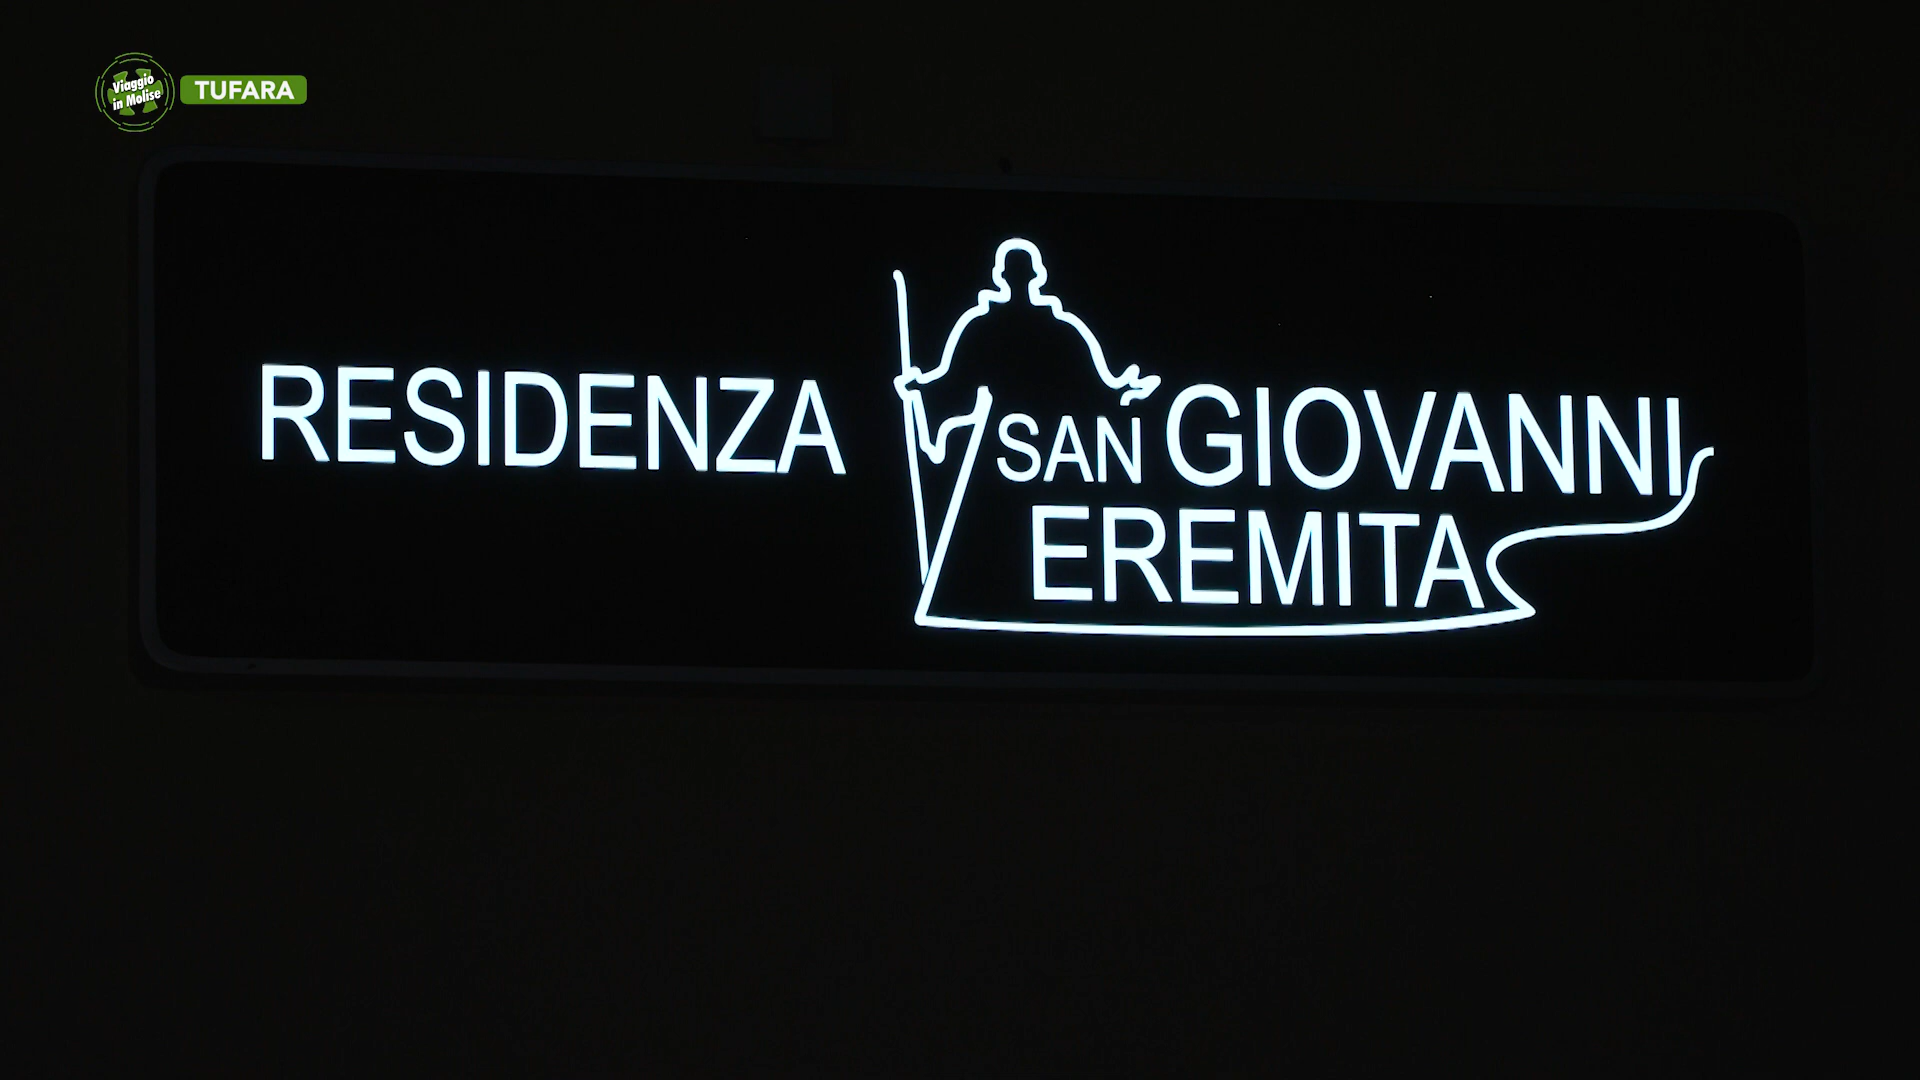 Viaggio
in Molise
TUFARA
RESIDENZA
SAN GIOVANNI
EREMITA